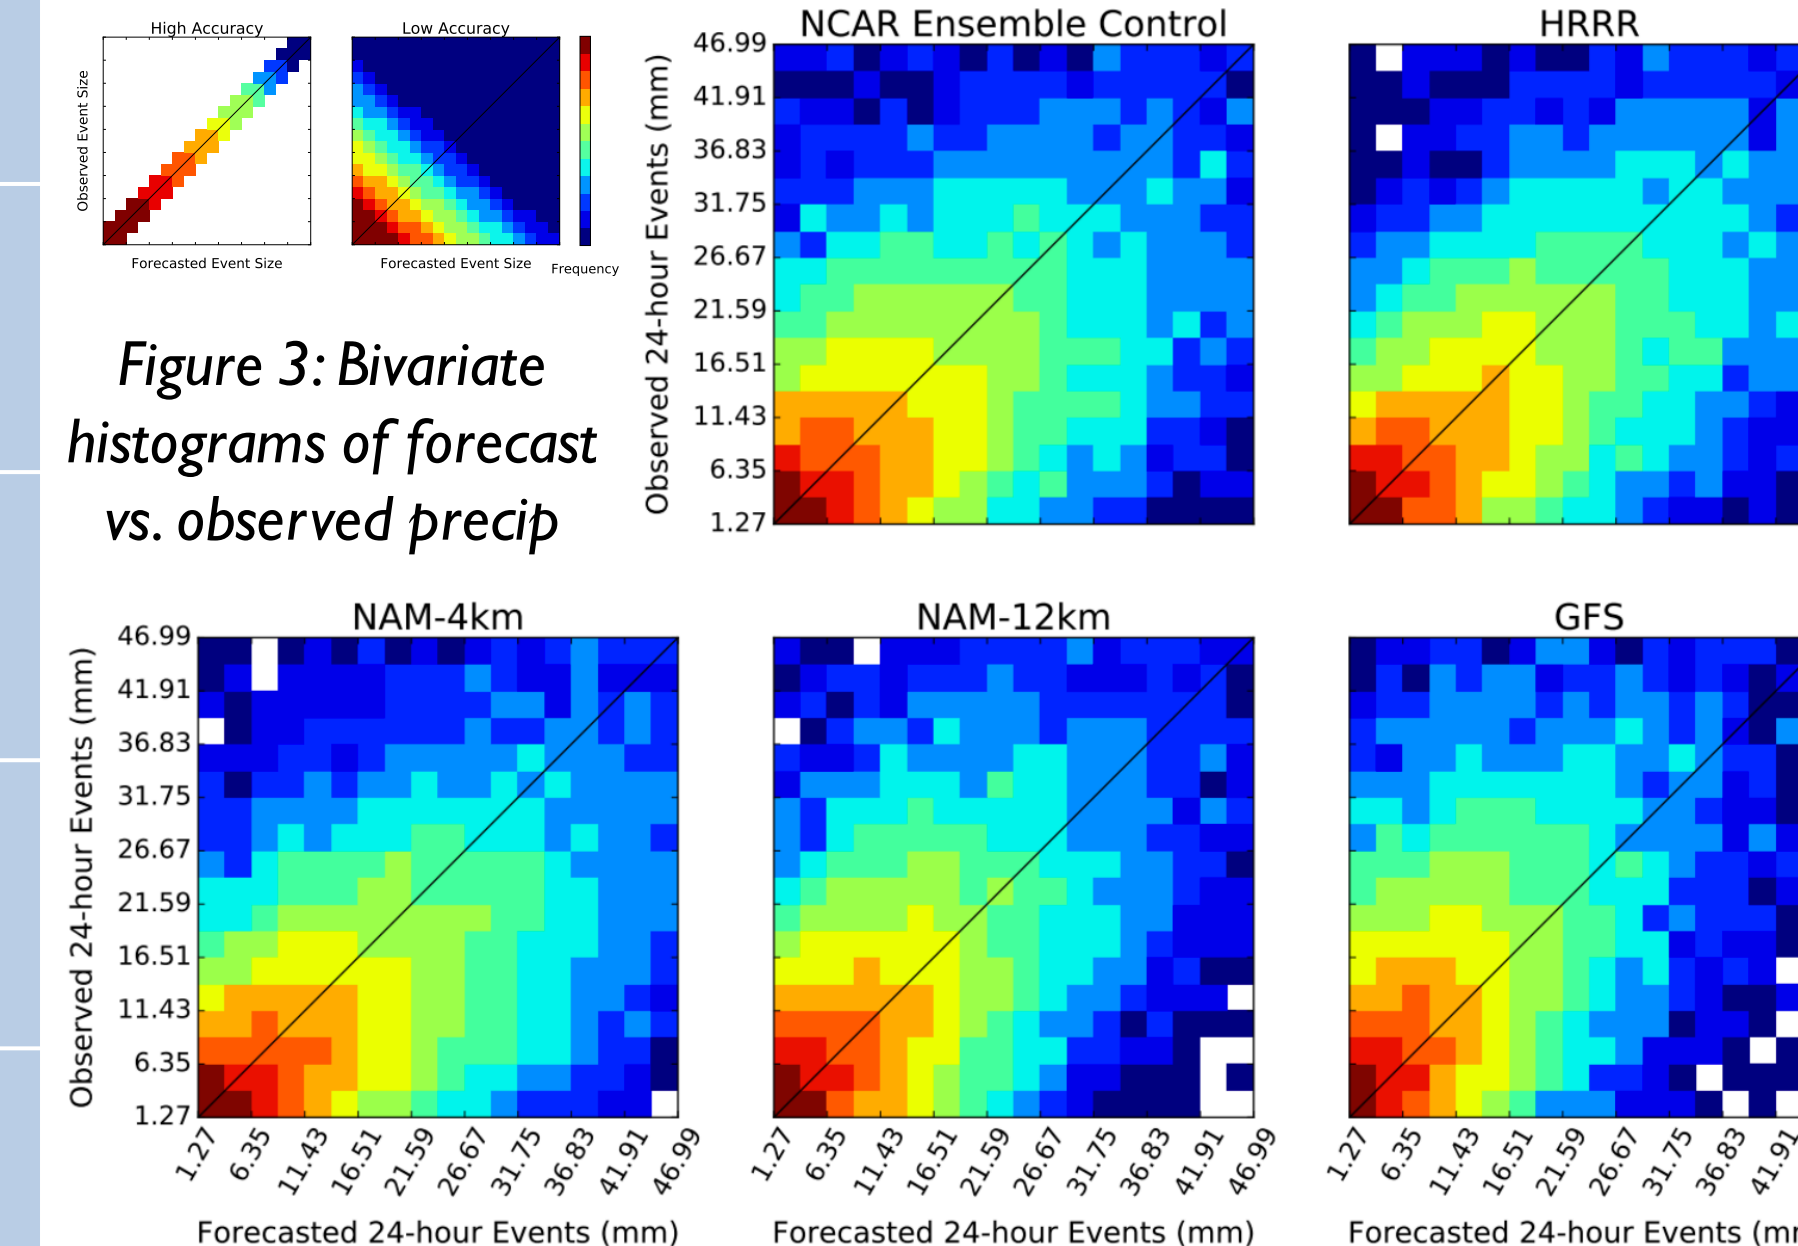 High Accuracy
Low Accuracy
Observed Event Size
Forecasted Event Size
Forecasted Event Size
Frequency
Figure 3: Bivariate
histograms of forecast
vs. observed precip
NCAR Ensemble Control
Observed 24-hour Events (mm)
46.99
41.91
36.83
31.75
26.67
21.59
16.51
11.43
6.35
1.27
HRRR
NAM-4km
Observed 24-hour Events (mm)
46.99
41.91
36.83
31.75
26.67
21.59
16.51
11.43
6.35
1.27
1.27 6.35 11.43 16.51 21.59 26.67 31.75 36.83 41.91 46.99
Forecasted 24-hour Events (mm)
NAM-12km
1.27 6.35 11.43 16.51 21.59 26.67 31.75 36.83 41.91 46.99
Forecasted 24-hour Events (mm)
GFS
1.27 6.35 11.43 16.51 21.59 26.67 31.75 36.83 41.91
Forecasted 24-hour Events (m